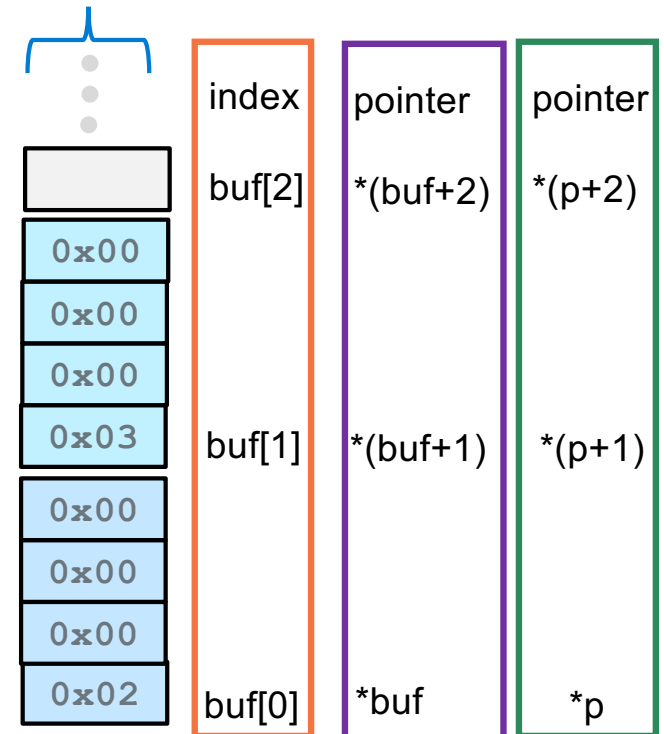 index pointer pointer
buf[2] *(buf+2) *(p+2)
0x00
0x00
0x00
0x03 buf[1] *(buf+1) *(p+1)
0x00
0x00
0x00
0x02 buf[0] *buf *p